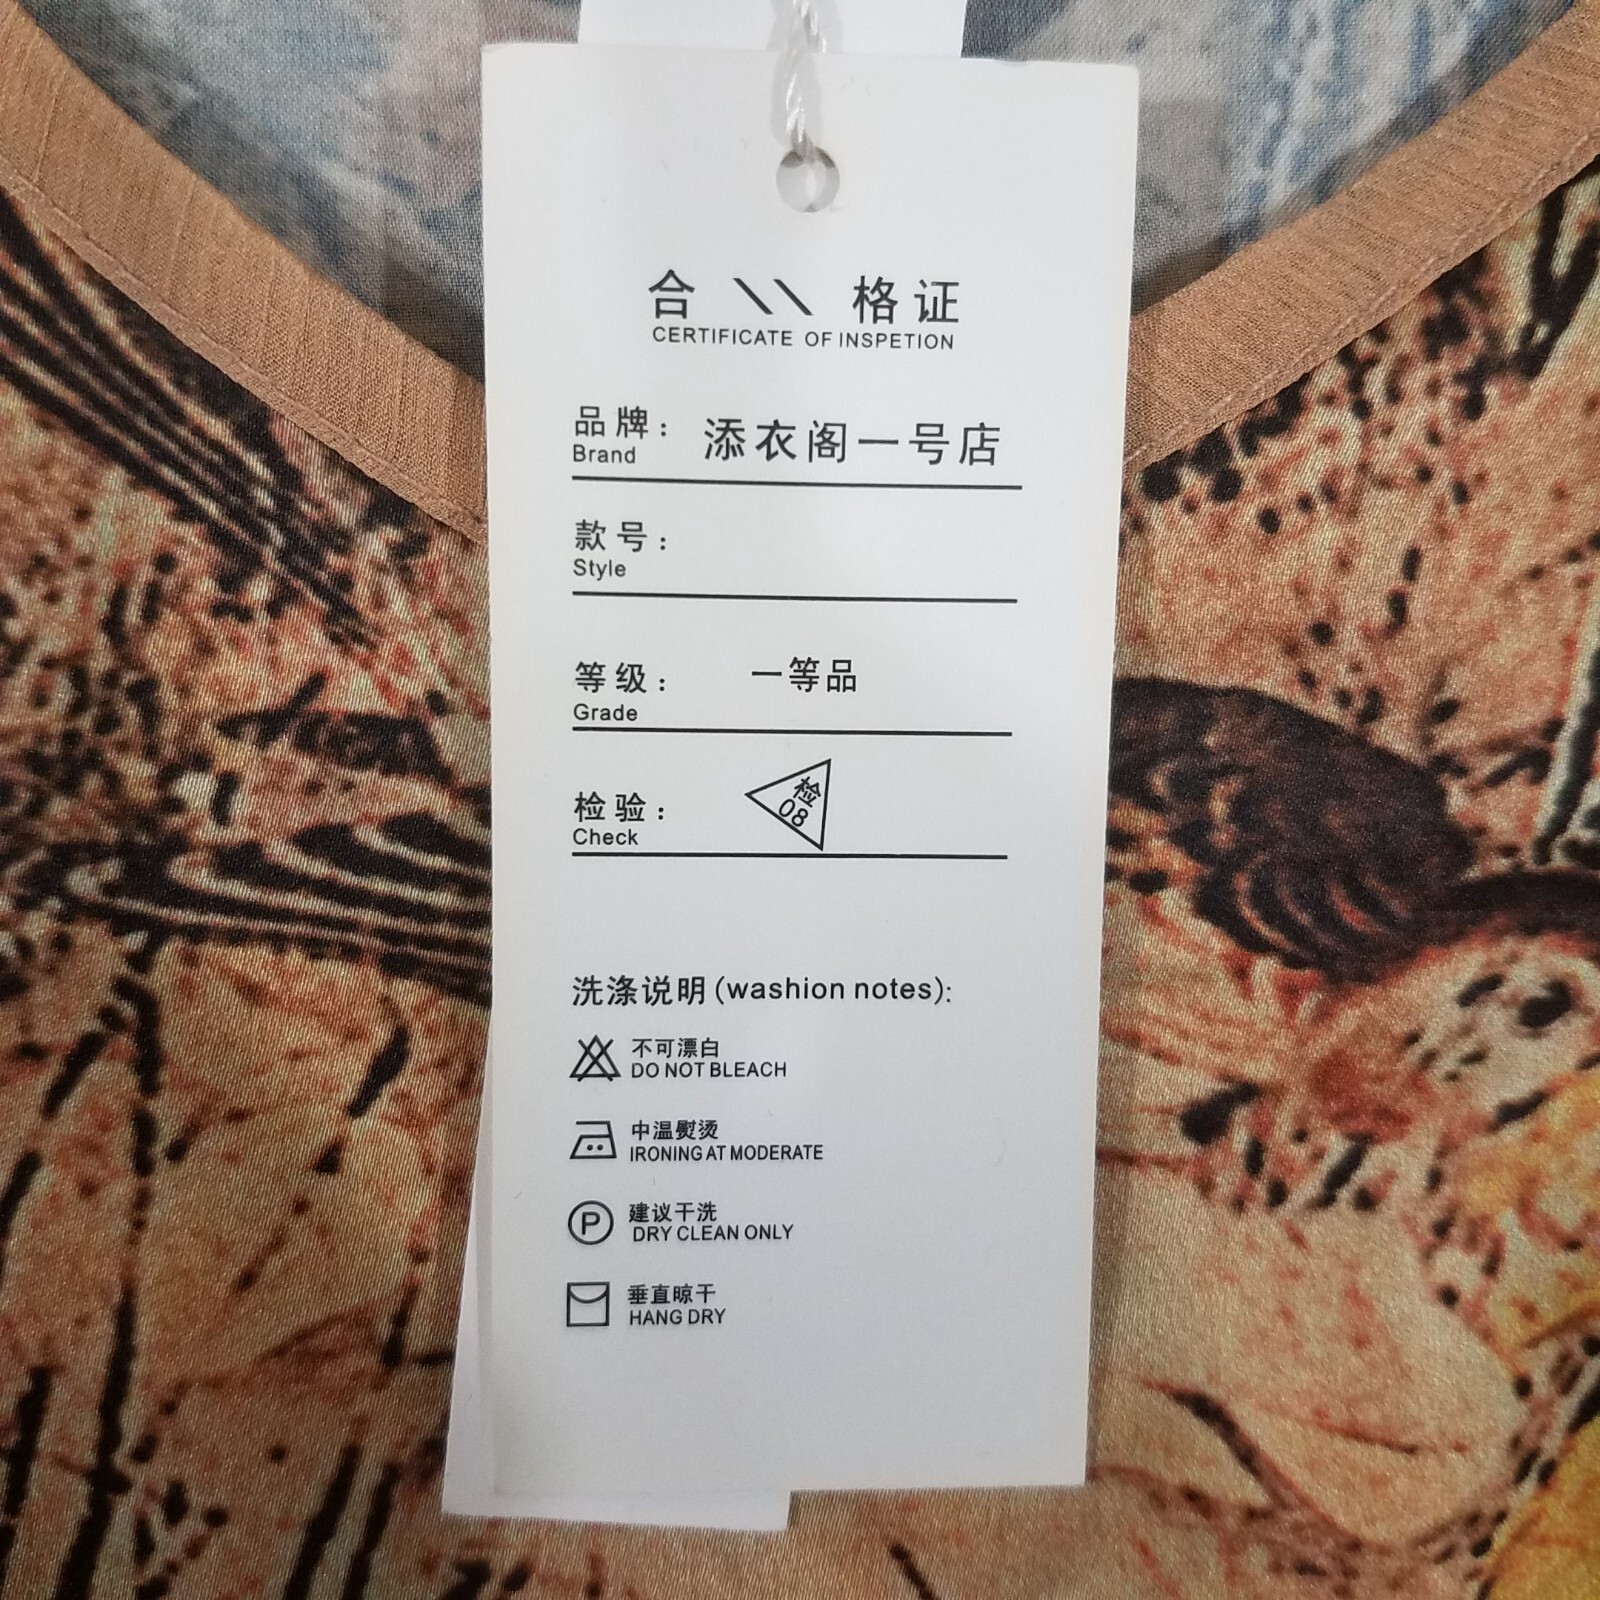 合 \\ 格证
CERTIFICATE OF INSPETION
品牌： 添衣阁一号店
Brand
款号：
Style
等级： 一等品
Grade
检验： 检
08
Check
洗涤说明(washion notes):
不可漂白
DO NOT BLEACH
中温熨烫
IRONING AT MODERATE
P
建议干洗
DRY CLEAN ONLY
垂直晾干
HANG DRY